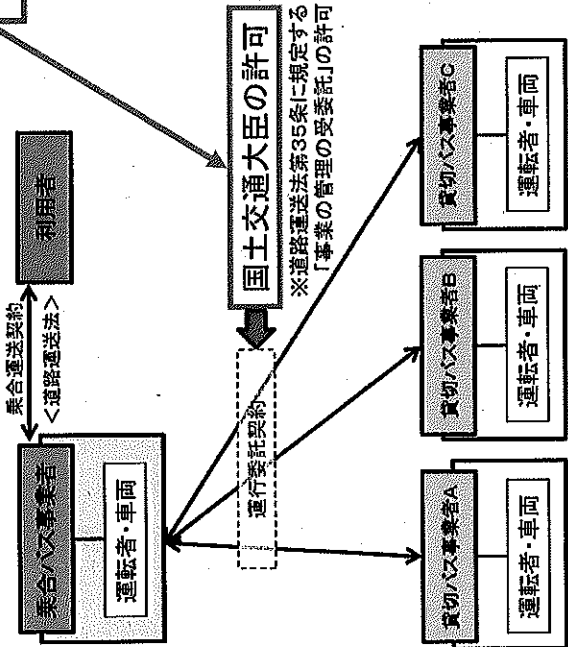 乗合バス事業者
運転者・車両
乗合運送契約
<道路運送法>
利用者
国土交通大臣の許可
※道路運送法第35条に規定する
「事業の管理の受委託」の許可
運行委託契約
貸切バス事業者A
運転者・車両
貸切バス事業者B
運転者・車両
貸切バス事業者C
運転者・車両